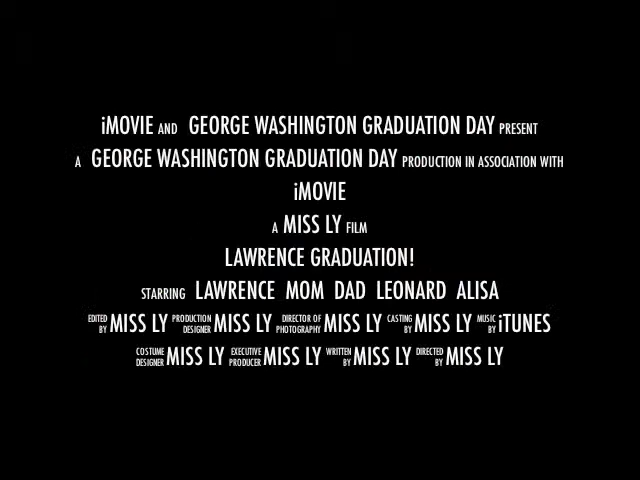 iMOVIE AND GEORGE WASHINGTON GRADUATION DAY PRESENT
A GEORGE WASHINGTON GRADUATION DAY PRODUCTION IN ASSOCIATION WITH
iMOVIE
A MISS LY FILM
LAWRENCE GRADUATION!
STARRING LAWRENCE MOM DAD LEONARD ALISA
EDITED BY MISS LY PRODUCTION DESIGNER MISS LY DIRECTOR OF PHOTOGRAPHY MISS LY CASTING BY MISS LY MUSIC BY iTUNES
COSTUME DESIGNER MISS LY EXECUTIVE PRODUCER MISS LY WRITTEN BY MISS LY DIRECTED BY MISS LY